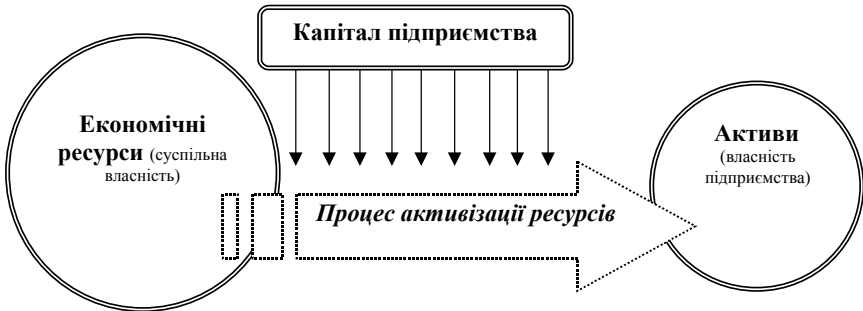 Капітал підприємства
Економічні
ресурси (суспільна
власність)
Активи
(власність
підприємства)
Процес активізації ресурсів